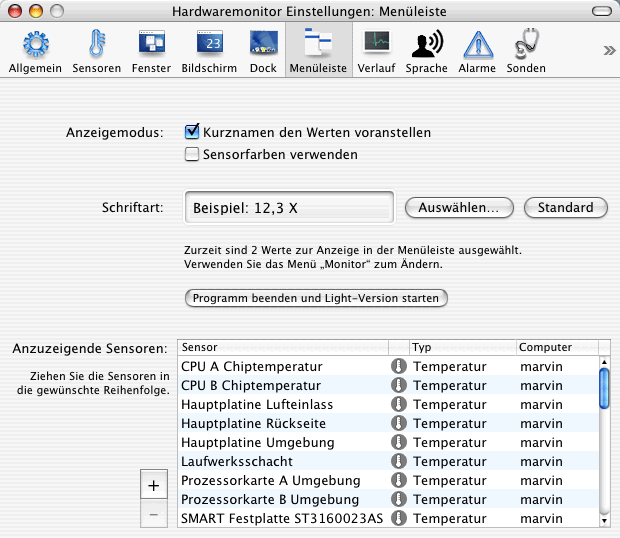 Hardwaremonitor Einstellungen: Menüleiste
23
Allgemein Sensoren Fenster Bildschirm Dock Menüleiste Verlauf Sprache Alarme Sonden »
Anzeigemodus: Kurznamen den Werten voranstellen
Sensorfarben verwenden
Schriftart: Beispiel: 12,3 X Auswählen... Standard
Zurzeit sind 2 Werte zur Anzeige in der Menüleiste ausgewählt.
Verwenden Sie das Menü „Monitor“ zum Ändern.
Programm beenden und Light-Version starten
Anzuzeigende Sensoren: Sensor Typ Computer
Ziehen Sie die Sensoren in
die gewünschte Reihenfolge.
CPU A Chiptemperatur Temperatur marvin
CPU B Chiptemperatur Temperatur marvin
Hauptplatine Lufteinlass Temperatur marvin
Hauptplatine Rückseite Temperatur marvin
Hauptplatine Umgebung Temperatur marvin
Laufwerksschacht Temperatur marvin
Prozessorkarte A Umgebung Temperatur marvin
Prozessorkarte B Umgebung Temperatur marvin
SMART Festplatte ST3160023AS Temperatur marvin
+
−